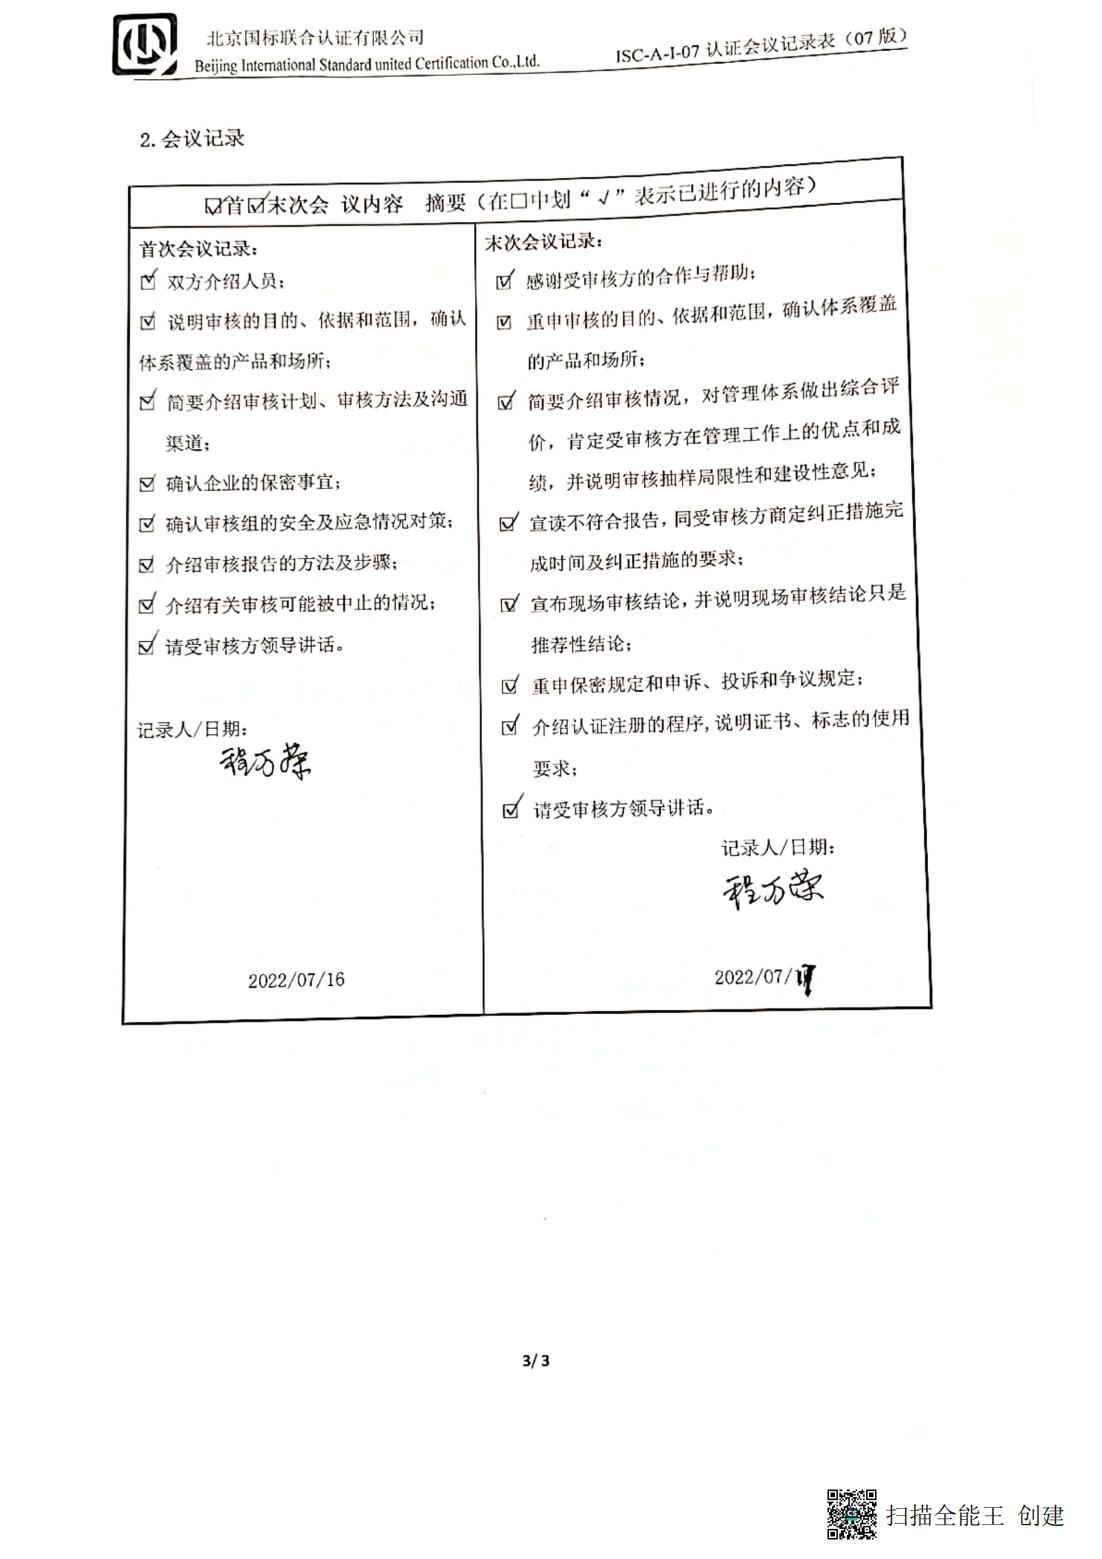 北京国标联合认证有限公司
Beijing International Standard united Certification Co.,Ltd.
ISC-A-I-07 认证会议记录表（07 版）
2.会议记录
☑首☑末次会 议内容 摘要（在□中划“√”表示已进行的内容）
首次会议记录：
☑ 双方介绍人员；
☑ 说明审核的目的、依据和范围，确认
体系覆盖的产品和场所；
☑ 简要介绍审核计划、审核方法及沟通
渠道；
☑ 确认企业的保密事宜；
☑ 确认审核组的安全及应急情况对策；
☑ 介绍审核报告的方法及步骤；
☑ 介绍有关审核可能被中止的情况；
☑ 请受审核方领导讲话。
记录人/日期：
程万荣
2022/07/16
末次会议记录：
☑ 感谢受审核方的合作与帮助；
☑ 重申审核的目的、依据和范围，确认体系覆盖
的产品和场所；
☑ 简要介绍审核情况，对管理体系做出综合评
价，肯定受审核方在管理工作上的优点和成
绩，并说明审核抽样局限性和建设性意见；
☑ 宣读不符合报告，同受审核方商定纠正措施完
成时间及纠正措施的要求；
☑ 宣布现场审核结论，并说明现场审核结论只是
推荐性结论；
☑ 重申保密规定和申诉、投诉和争议规定；
☑ 介绍认证注册的程序,说明证书、标志的使用
要求；
☑ 请受审核方领导讲话。
记录人/日期：
程万荣
2022/07/17
3/3
扫描全能王 创建